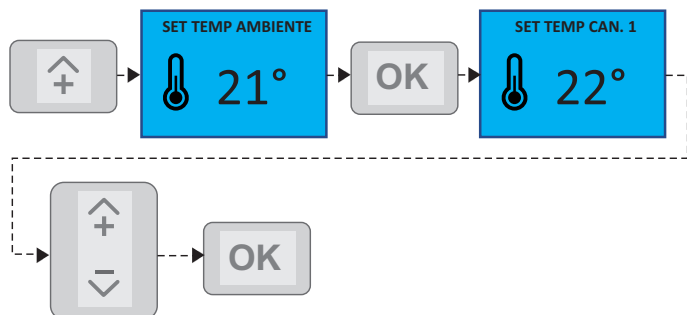 +
SET TEMP AMBIENTE
21°
OK
SET TEMP CAN. 1
22°
+
−
OK